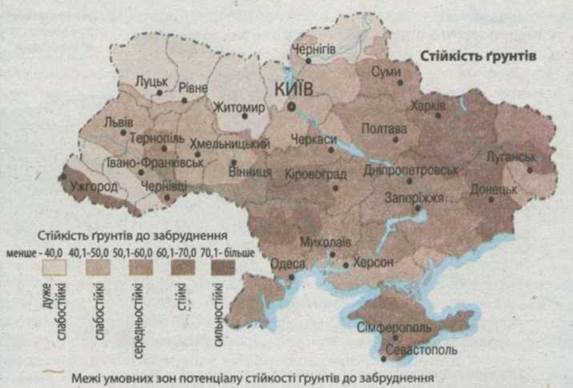 Стійкість ґрунтів
Чернігів
Суми
Луцьк
Рівне
КИЇВ
Житомир
Харків
Львів
Полтава
Тернопіль
Хмельницький
Черкаси
Івано-Франківськ
Луганськ
Вінниця
Кіровоград
Дніпропетровськ
Ужгород
Чернівці
Донецьк
Запоріжжя
Миколаїв
Одеса
Херсон
Сімферополь
Севастополь
Стійкість ґрунтів до забруднення
менше - 40,0 40,1-50,0 50,1-60,0 60,1-70,0 70,1- більше
дуже
слабостійкі
слабостійкі
середньостійкі
стійкі
сильностійкі
Межі умовних зон потенціалу стійкості ґрунтів до забруднення